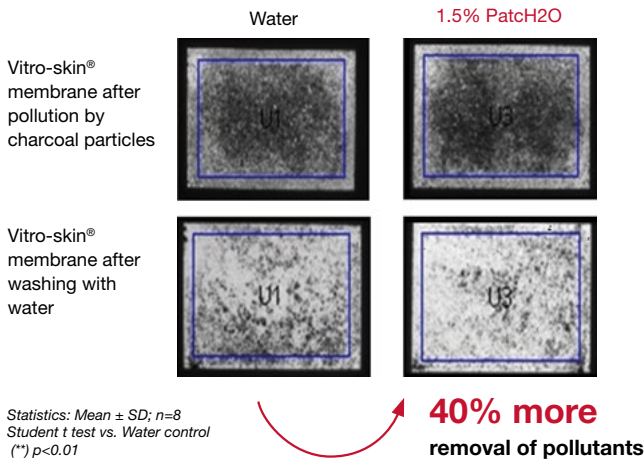 Water
1.5% PatcH2O
Vitro-skin®
membrane after
pollution by
charcoal particles
U1
U3
Vitro-skin®
membrane after
washing with
water
U1
U3
Statistics: Mean ± SD; n=8
Student t test vs. Water control
(**) p<0.01
40% more
removal of pollutants